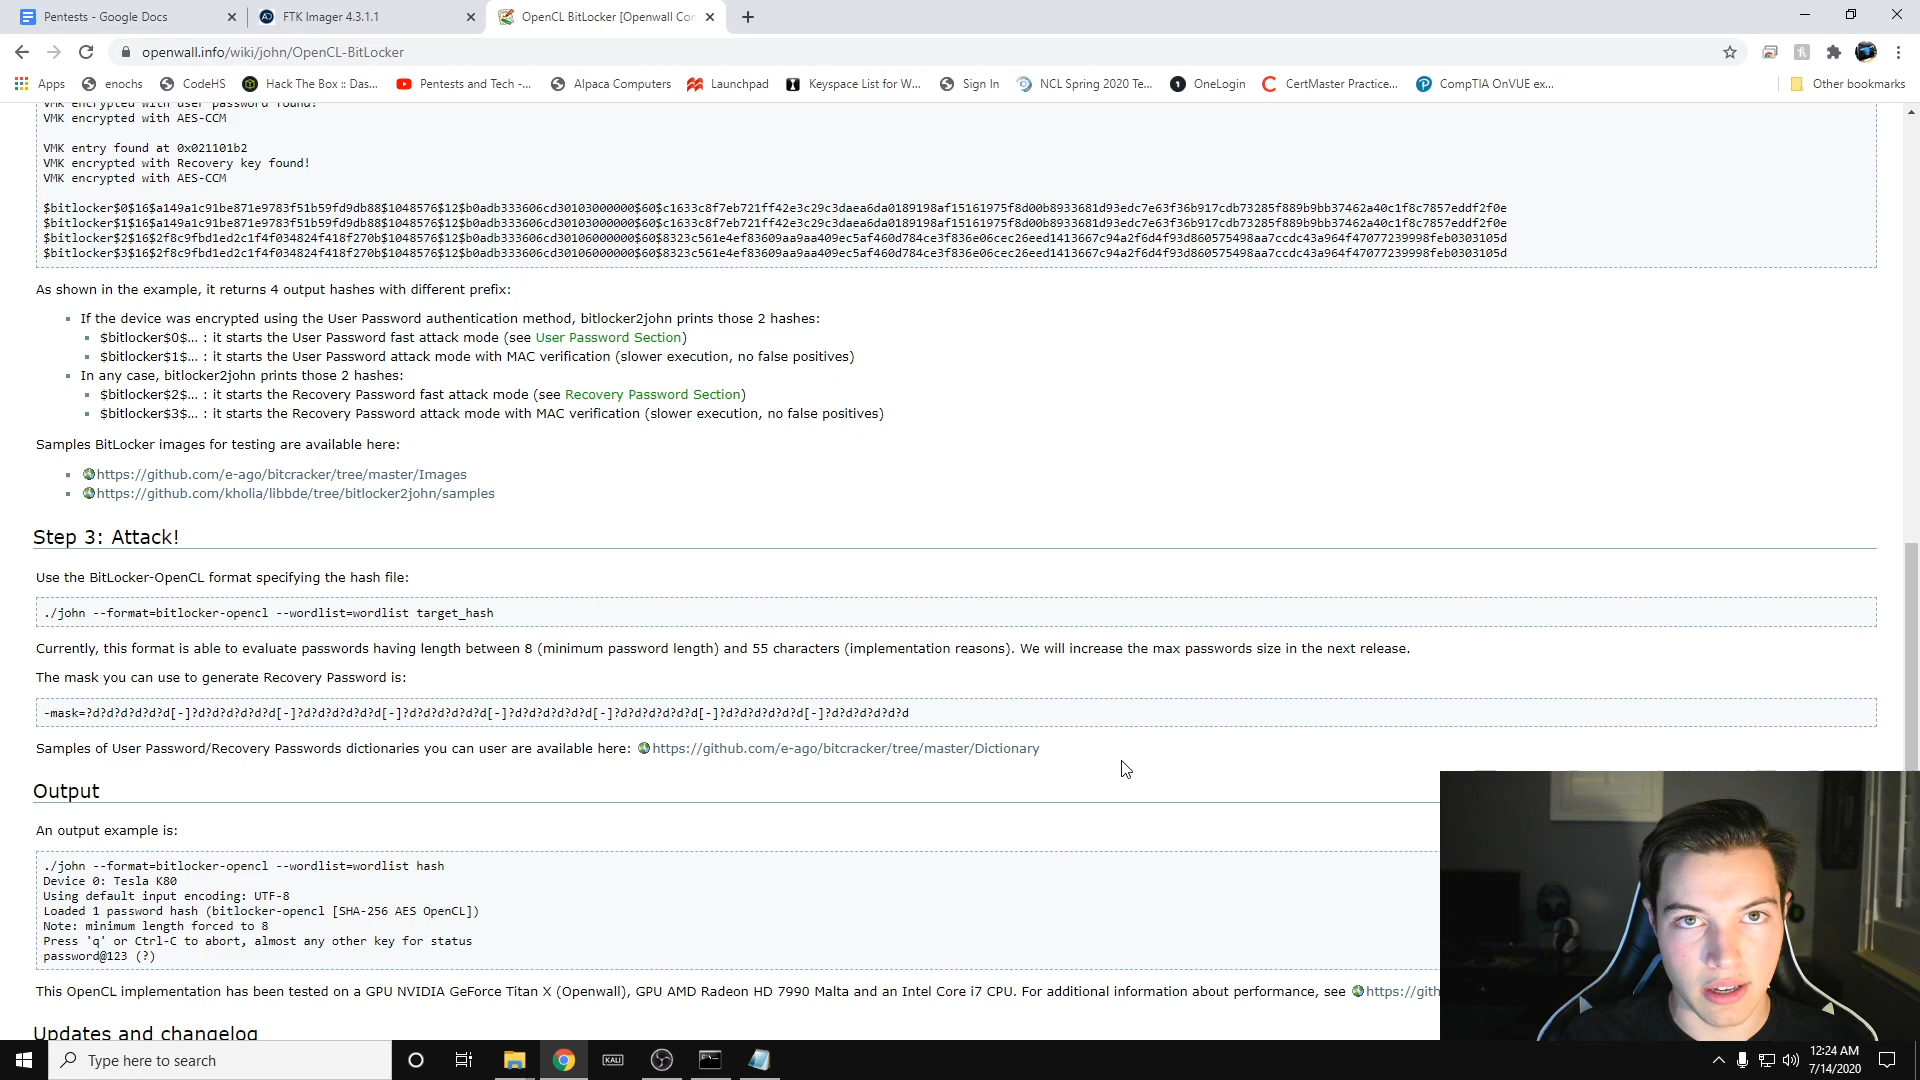 Pentests - Google Docs
FTK Imager 4.3.1.1
OpenCL BitLocker [Openwall Con
openwall.info/wiki/john/OpenCL-BitLocker
Apps
enochs
CodeHS
Hack The Box :: Das...
Pentests and Tech -...
Alpaca Computers
Launchpad
Keyspace List for W...
Sign In
NCL Spring 2020 Te...
OneLogin
CertMaster Practice...
CompTIA OnVUE ex...
Other bookmarks
VMK encrypted with user password found!
VMK encrypted with AES-CCM
VMK entry found at 0x021101b2
VMK encrypted with Recovery key found!
VMK encrypted with AES-CCM
$bitlocker$0$16$a149a1c91be871e9783f51b59fd9db88$1048576$12$b0adb333606cd30103000000$60$c1633c8f7eb721ff42e3c29c3daea6da0189198af15161975f8d00b8933681d93edc7e63f36b917cdb73285f889b9bb37462a40c1f8c7857eddf2f0e
$bitlocker$1$16$a149a1c91be871e9783f51b59fd9db88$1048576$12$b0adb333606cd30103000000$60$c1633c8f7eb721ff42e3c29c3daea6da0189198af15161975f8d00b8933681d93edc7e63f36b917cdb73285f889b9bb37462a40c1f8c7857eddf2f0e
$bitlocker$2$16$2f8c9fbd1ed2c1f4f034824f418f270b$1048576$12$b0adb333606cd30106000000$60$8323c561e4ef83609aa9aa409ec5af460d784ce3f836e06cec26eed1413667c94a2f6d4f93d860575498aa7ccdc43a964f47077239998feb0303105d
$bitlocker$3$16$2f8c9fbd1ed2c1f4f034824f418f270b$1048576$12$b0adb333606cd30106000000$60$8323c561e4ef83609aa9aa409ec5af460d784ce3f836e06cec26eed1413667c94a2f6d4f93d860575498aa7ccdc43a964f47077239998feb0303105d
As shown in the example, it returns 4 output hashes with different prefix:
If the device was encrypted using the User Password authentication method, bitlocker2john prints those 2 hashes:
$bitlocker$0$... : it starts the User Password fast attack mode (see User Password Section)
$bitlocker$1$... : it starts the User Password attack mode with MAC verification (slower execution, no false positives)
In any case, bitlocker2john prints those 2 hashes:
$bitlocker$2$... : it starts the Recovery Password fast attack mode (see Recovery Password Section)
$bitlocker$3$... : it starts the Recovery Password attack mode with MAC verification (slower execution, no false positives)
Samples BitLocker images for testing are available here:
https://github.com/e-ago/bitcracker/tree/master/Images
https://github.com/kholia/libbde/tree/bitlocker2john/samples
Step 3: Attack!
Use the BitLocker-OpenCL format specifying the hash file:
./john --format=bitlocker-opencl --wordlist=wordlist target_hash
Currently, this format is able to evaluate passwords having length between 8 (minimum password length) and 55 characters (implementation reasons). We will increase the max passwords size in the next release.
The mask you can use to generate Recovery Password is:
-mask=?d?d?d?d?d?d[-]?d?d?d?d?d?d[-]?d?d?d?d?d?d[-]?d?d?d?d?d?d[-]?d?d?d?d?d?d[-]?d?d?d?d?d?d[-]?d?d?d?d?d?d[-]?d?d?d?d?d?d
Samples of User Password/Recovery Passwords dictionaries you can user are available here: https://github.com/e-ago/bitcracker/tree/master/Dictionary
Output
An output example is:
./john --format=bitlocker-opencl --wordlist=wordlist hash
Device 0: Tesla K80
Using default input encoding: UTF-8
Loaded 1 password hash (bitlocker-opencl [SHA-256 AES OpenCL])
Note: minimum length forced to 8
Press 'q' or Ctrl-C to abort, almost any other key for status
password@123 (?)
This OpenCL implementation has been tested on a GPU NVIDIA GeForce Titan X (Openwall), GPU AMD Radeon HD 7990 Malta and an Intel Core i7 CPU. For additional information about performance, see https://gith
Updates and changelog
Type here to search
KALI
12:24 AM
7/14/2020